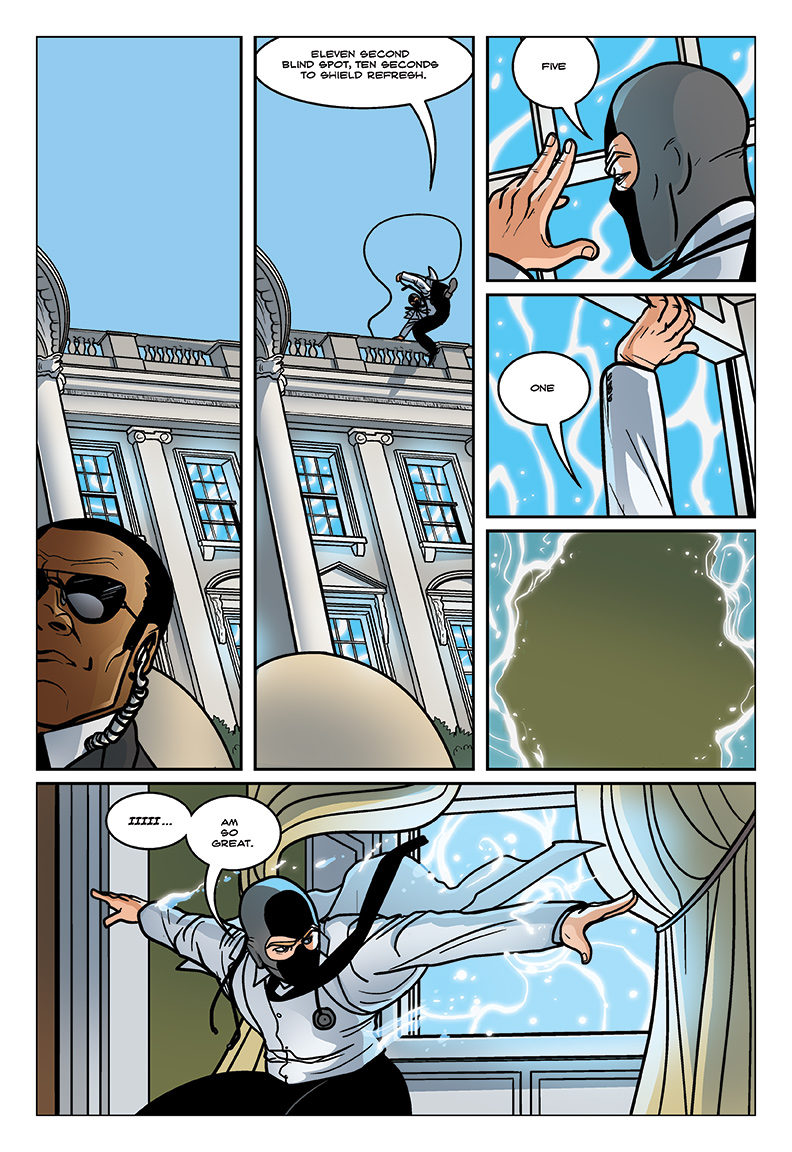 ELEVEN SECOND
BLIND SPOT, TEN SECONDS
TO SHIELD REFRESH.
FIVE
ONE
IIIII...
AM
SO
GREAT.